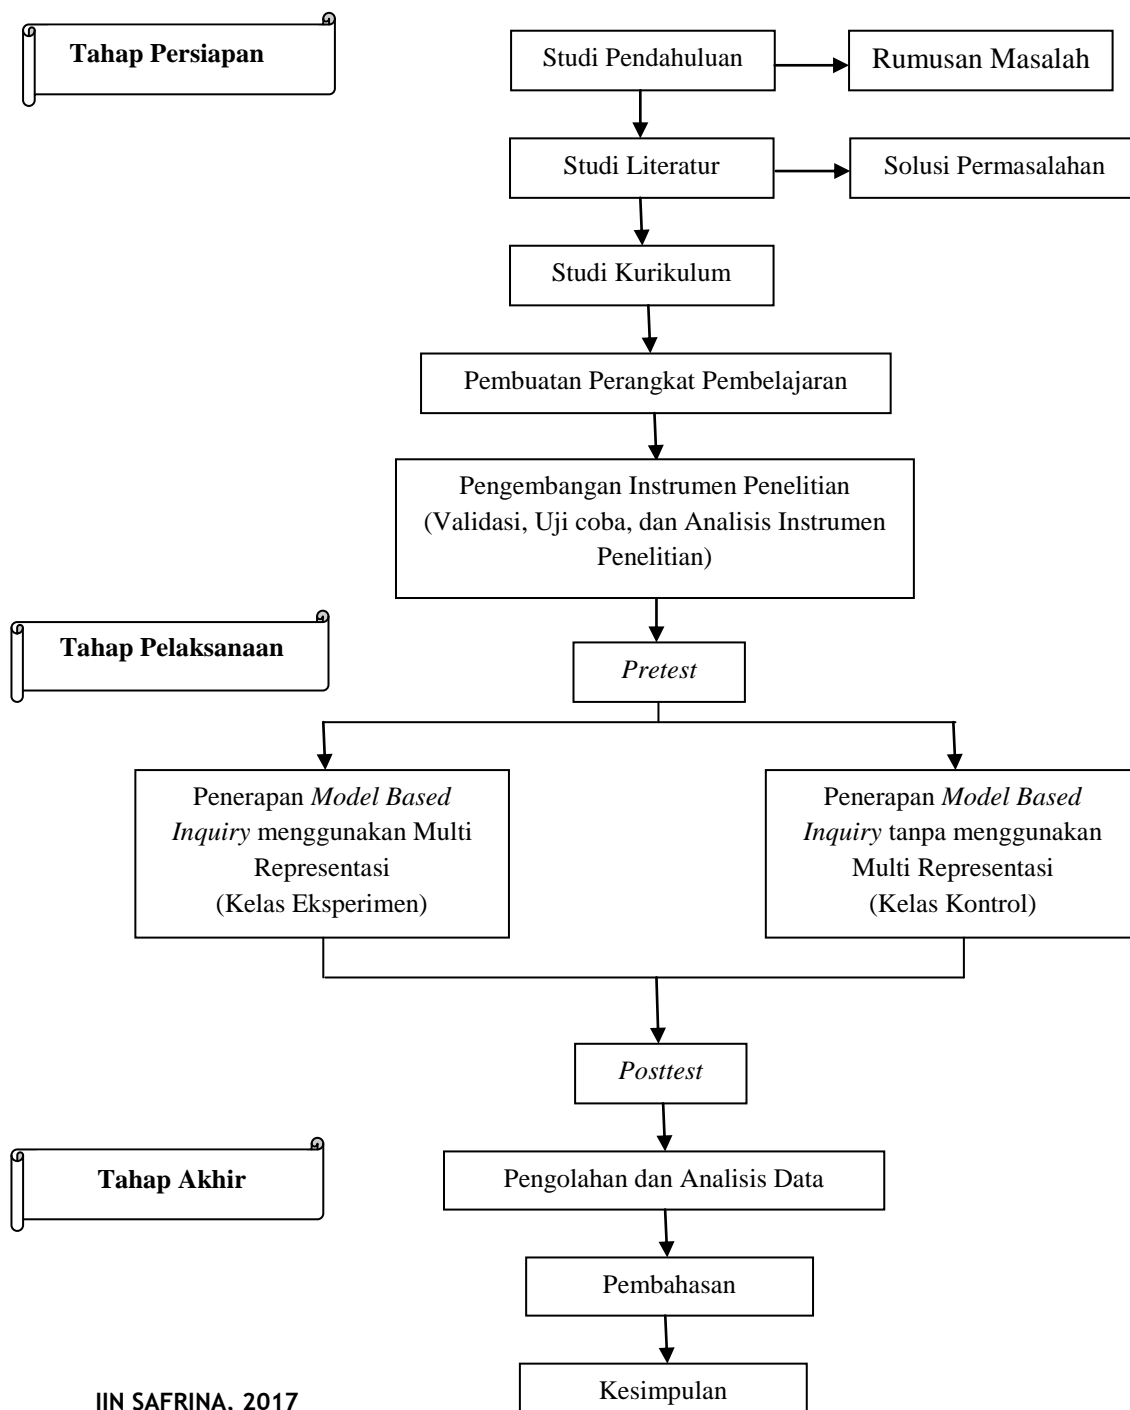 Tahap Persiapan
Studi Pendahuluan
Rumusan Masalah
Studi Literatur
Solusi Permasalahan
Studi Kurikulum
Pembuatan Perangkat Pembelajaran
Pengembangan Instrumen Penelitian
(Validasi, Uji coba, dan Analisis Instrumen
Penelitian)
Tahap Pelaksanaan
Pretest
Penerapan Model Based
Inquiry menggunakan Multi
Representasi
(Kelas Eksperimen)
Penerapan Model Based
Inquiry tanpa menggunakan
Multi Representasi
(Kelas Kontrol)
Posttest
Tahap Akhir
Pengolahan dan Analisis Data
Pembahasan
Kesimpulan
IIN SAFRINA, 2017